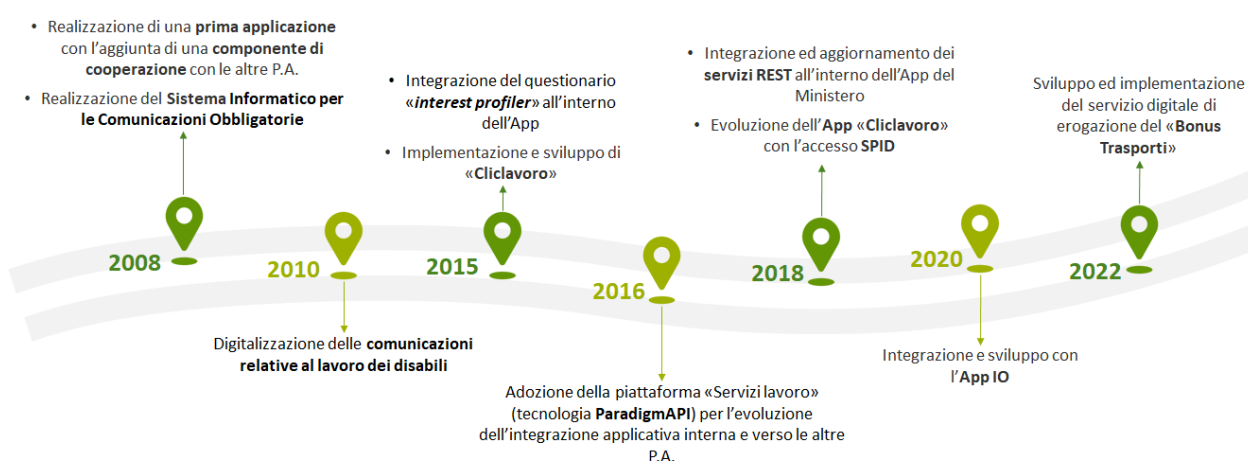 • Realizzazione di una prima applicazione
con l'aggiunta di una componente di
cooperazione con le altre P.A.
• Realizzazione del Sistema Informatico per
le Comunicazioni Obbligatorie
2008
2010
Digitalizzazione delle comunicazioni
relative al lavoro dei disabili
• Integrazione del questionario
«interest profiler» all'interno
dell'App
• Implementazione e sviluppo di
«Cliclavoro»
2015
2016
Adozione della piattaforma «Servizi lavoro»
(tecnologia ParadigmAPI) per l'evoluzione
dell'integrazione applicativa interna e verso le altre
P.A.
• Integrazione ed aggiornamento dei
servizi REST all'interno dell'App del
Ministero
• Evoluzione dell'App «Cliclavoro»
con l'accesso SPID
2018
2020
Integrazione e sviluppo con
l'App IO
Sviluppo ed implementazione
del servizio digitale di
erogazione del «Bonus
Trasporti»
2022